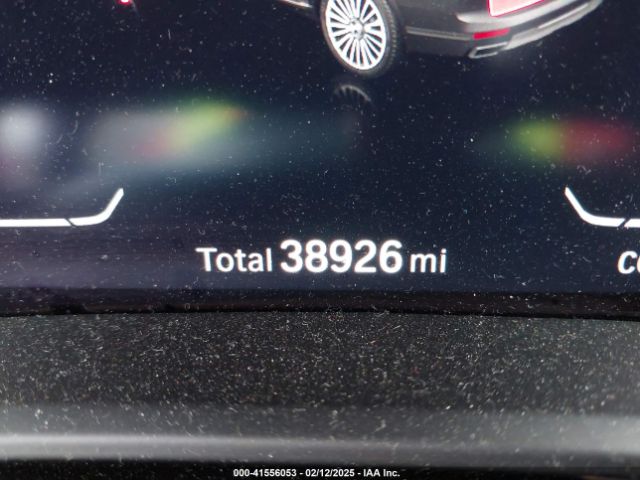 Total 38926 mi
000-41556053 - 02/12/2025 - IAA Inc.